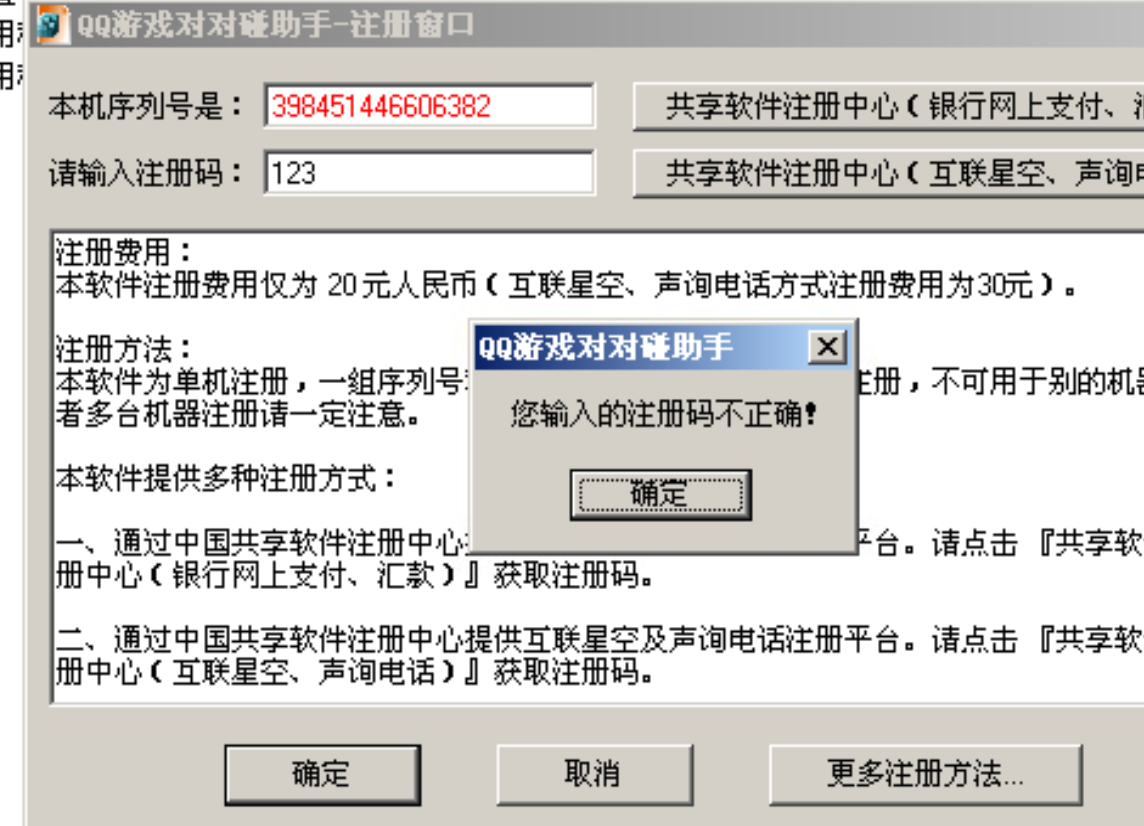 QQ游戏对对碰助手-注册窗口
本机序列号是：
398451446606382
共享软件注册中心（银行网上支付、
请输入注册码：
123
共享软件注册中心（互联星空、声询
注册费用：
本软件注册费用仅为 20元人民币（互联星空、声询电话方式注册费用为30元）。
注册方法：
本软件为单机注册，一组序列号
注册，不可用于别的机器
者多台机器注册请一定注意。
QQ游戏对对碰助手
您输入的注册码不正确！
确定
本软件提供多种注册方式：
一、通过中国共享软件注册中心
平台。请点击『共享软
册中心（银行网上支付、汇款）』获取注册码。
二、通过中国共享软件注册中心提供互联星空及声询电话注册平台。请点击『共享软
册中心（互联星空、声询电话）』获取注册码。
确定
取消
更多注册方法...